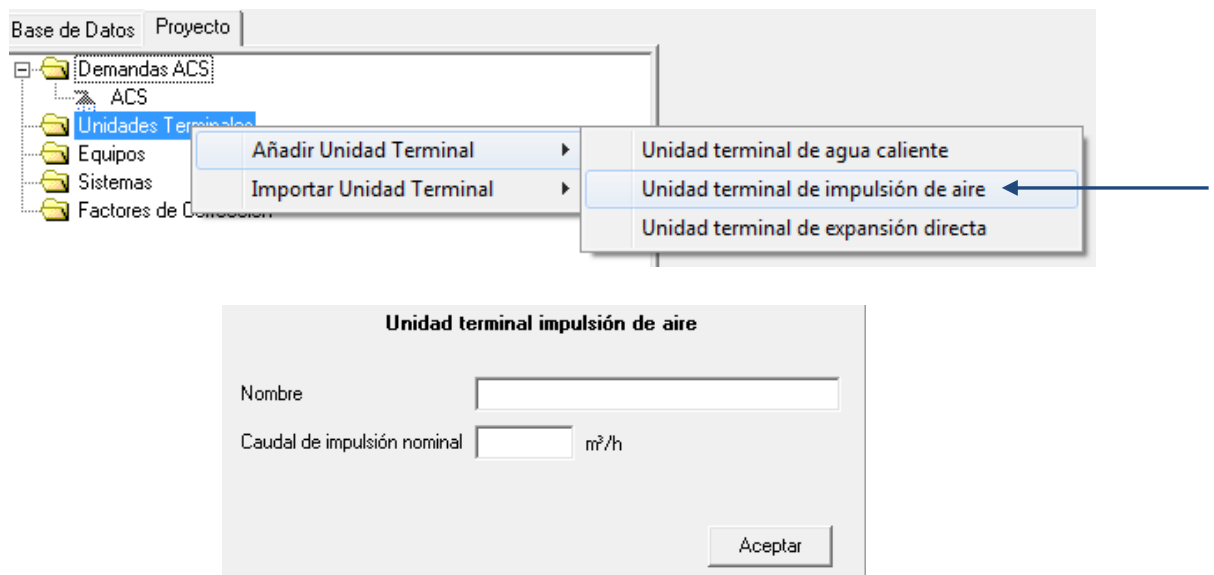 Base de Datos Proyecto
Demandas ACS
ACS
Unidades Terminales
Equipos
Sistemas
Factores de Corrección
Añadir Unidad Terminal
Importar Unidad Terminal
Unidad terminal de agua caliente
Unidad terminal de impulsión de aire
Unidad terminal de expansión directa
Unidad terminal impulsión de aire
Nombre
Caudal de impulsión nominal m³/h
Aceptar